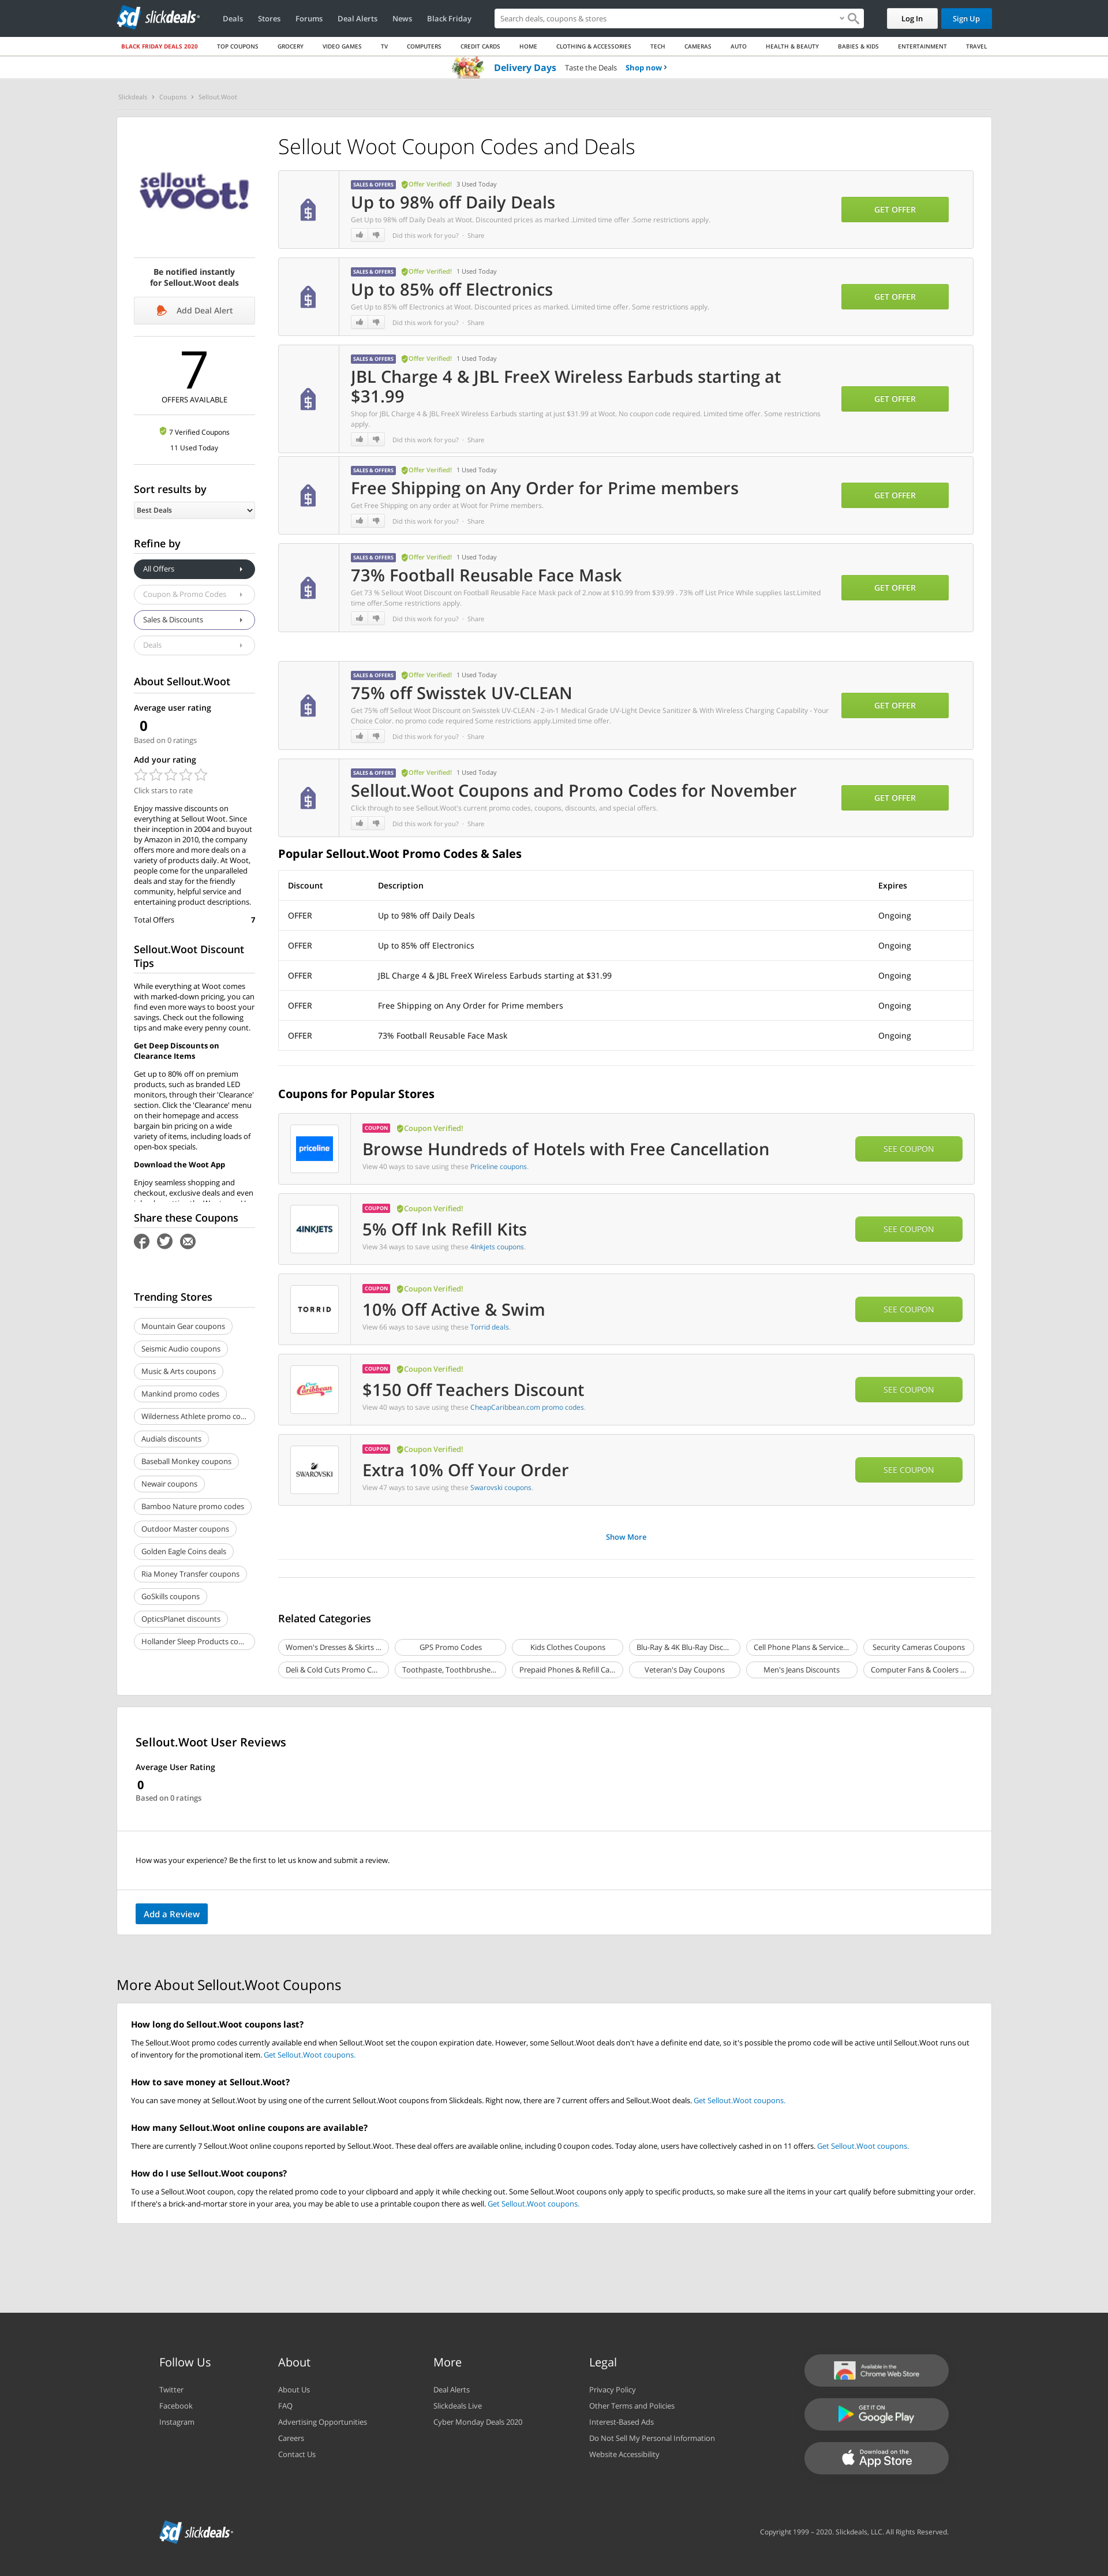 slickdeals
Deals
Stores
Forums
Deal Alerts
News
Black Friday
Search deals, coupons & stores
Log In
Sign Up
BLACK FRIDAY DEALS 2020
TOP COUPONS
GROCERY
VIDEO GAMES
TV
COMPUTERS
CREDIT CARDS
HOME
CLOTHING & ACCESSORIES
TECH
CAMERAS
AUTO
HEALTH & BEAUTY
BABIES & KIDS
ENTERTAINMENT
TRAVEL
Delivery Days Taste the Deals Shop now ›
Slickdeals › Coupons › Sellout.Woot
sellout
woot!
Be notified instantly
for Sellout.Woot deals
Add Deal Alert
7
OFFERS AVAILABLE
7 Verified Coupons
11 Used Today
Sort results by
Best Deals
Refine by
All Offers
Coupon & Promo Codes
Sales & Discounts
Deals
About Sellout.Woot
Average user rating
0
Based on 0 ratings
Add your rating
Click stars to rate
Enjoy massive discounts on
everything at Sellout Woot. Since
their inception in 2004 and buyout
by Amazon in 2010, the company
offers more and more deals on a
variety of products daily. At Woot,
people come for the unparalleled
deals and stay for the friendly
community, helpful service and
entertaining product descriptions.
Total Offers 7
Sellout.Woot Discount
Tips
While everything at Woot comes
with marked-down pricing, you can
find even more ways to boost your
savings. Check out the following
tips and make every penny count.
Get Deep Discounts on
Clearance Items
Get up to 80% off on premium
products, such as branded LED
monitors, through their 'Clearance'
section. Click the 'Clearance' menu
on their homepage and access
bargain bin pricing on a wide
variety of items, including loads of
open-box specials.
Download the Woot App
Enjoy seamless shopping and
checkout, exclusive deals and even
Share these Coupons
Trending Stores
Mountain Gear coupons
Seismic Audio coupons
Music & Arts coupons
Mankind promo codes
Wilderness Athlete promo co...
Audials discounts
Baseball Monkey coupons
Newair coupons
Bamboo Nature promo codes
Outdoor Master coupons
Golden Eagle Coins deals
Ria Money Transfer coupons
GoSkills coupons
OpticsPlanet discounts
Hollander Sleep Products co...
Sellout Woot Coupon Codes and Deals
SALES & OFFERS Offer Verified! 3 Used Today
Up to 98% off Daily Deals
Get Up to 98% off Daily Deals at Woot. Discounted prices as marked .Limited time offer .Some restrictions apply.
Did this work for you? · Share
GET OFFER
SALES & OFFERS Offer Verified! 1 Used Today
Up to 85% off Electronics
Get Up to 85% off Electronics at Woot. Discounted prices as marked. Limited time offer. Some restrictions apply.
Did this work for you? · Share
GET OFFER
SALES & OFFERS Offer Verified! 1 Used Today
JBL Charge 4 & JBL FreeX Wireless Earbuds starting at
$31.99
Shop for JBL Charge 4 & JBL FreeX Wireless Earbuds starting at just $31.99 at Woot. No coupon code required. Limited time offer. Some restrictions
apply.
Did this work for you? · Share
GET OFFER
SALES & OFFERS Offer Verified! 1 Used Today
Free Shipping on Any Order for Prime members
Get Free Shipping on any order at Woot for Prime members.
Did this work for you? · Share
GET OFFER
SALES & OFFERS Offer Verified! 1 Used Today
73% Football Reusable Face Mask
Get 73 % Sellout Woot Discount on Football Reusable Face Mask pack of 2.now at $10.99 from $39.99 . 73% off List Price While supplies last.Limited
time offer.Some restrictions apply.
Did this work for you? · Share
GET OFFER
SALES & OFFERS Offer Verified! 1 Used Today
75% off Swisstek UV-CLEAN
Get 75% off Sellout Woot Discount on Swisstek UV-CLEAN - 2-in-1 Medical Grade UV-Light Device Sanitizer & With Wireless Charging Capability - Your
Choice Color. no promo code required Some restrictions apply.Limited time offer.
Did this work for you? · Share
GET OFFER
SALES & OFFERS Offer Verified! 1 Used Today
Sellout.Woot Coupons and Promo Codes for November
Click through to see Sellout.Woot's current promo codes, coupons, discounts, and special offers.
Did this work for you? · Share
GET OFFER
Popular Sellout.Woot Promo Codes & Sales
Discount Description Expires
OFFER Up to 98% off Daily Deals Ongoing
OFFER Up to 85% off Electronics Ongoing
OFFER JBL Charge 4 & JBL FreeX Wireless Earbuds starting at $31.99 Ongoing
OFFER Free Shipping on Any Order for Prime members Ongoing
OFFER 73% Football Reusable Face Mask Ongoing
Coupons for Popular Stores
priceline
COUPON Coupon Verified!
Browse Hundreds of Hotels with Free Cancellation
View 40 ways to save using these Priceline coupons.
SEE COUPON
4INKJETS
COUPON Coupon Verified!
5% Off Ink Refill Kits
View 34 ways to save using these 4Inkjets coupons.
SEE COUPON
TORRID
COUPON Coupon Verified!
10% Off Active & Swim
View 66 ways to save using these Torrid deals.
SEE COUPON
Caribbean
COUPON Coupon Verified!
$150 Off Teachers Discount
View 40 ways to save using these CheapCaribbean.com promo codes.
SEE COUPON
SWAROVSKI
COUPON Coupon Verified!
Extra 10% Off Your Order
View 47 ways to save using these Swarovski coupons.
SEE COUPON
Show More
Related Categories
Women's Dresses & Skirts ...
GPS Promo Codes
Kids Clothes Coupons
Blu-Ray & 4K Blu-Ray Disc...
Cell Phone Plans & Service...
Security Cameras Coupons
Deli & Cold Cuts Promo C...
Toothpaste, Toothbrushe...
Prepaid Phones & Refill Ca...
Veteran's Day Coupons
Men's Jeans Discounts
Computer Fans & Coolers ...
Sellout.Woot User Reviews
Average User Rating
0
Based on 0 ratings
How was your experience? Be the first to let us know and submit a review.
Add a Review
More About Sellout.Woot Coupons
How long do Sellout.Woot coupons last?
The Sellout.Woot promo codes currently available end when Sellout.Woot set the coupon expiration date. However, some Sellout.Woot deals don't have a definite end date, so it's possible the promo code will be active until Sellout.Woot runs out
of inventory for the promotional item. Get Sellout.Woot coupons.
How to save money at Sellout.Woot?
You can save money at Sellout.Woot by using one of the current Sellout.Woot coupons from Slickdeals. Right now, there are 7 current offers and Sellout.Woot deals. Get Sellout.Woot coupons.
How many Sellout.Woot online coupons are available?
There are currently 7 Sellout.Woot online coupons reported by Sellout.Woot. These deal offers are available online, including 0 coupon codes. Today alone, users have collectively cashed in on 11 offers. Get Sellout.Woot coupons.
How do I use Sellout.Woot coupons?
To use a Sellout.Woot coupon, copy the related promo code to your clipboard and apply it while checking out. Some Sellout.Woot coupons only apply to specific products, so make sure all the items in your cart qualify before submitting your order.
If there's a brick-and-mortar store in your area, you may be able to use a printable coupon there as well. Get Sellout.Woot coupons.
Follow Us
Twitter
Facebook
Instagram
About
About Us
FAQ
Advertising Opportunities
Careers
Contact Us
More
Deal Alerts
Slickdeals Live
Cyber Monday Deals 2020
Legal
Privacy Policy
Other Terms and Policies
Interest-Based Ads
Do Not Sell My Personal Information
Website Accessibility
Available in the
Chrome Web Store
GET IT ON
Google Play
Download on the
App Store
slickdeals
Copyright 1999 – 2020. Slickdeals, LLC. All Rights Reserved.